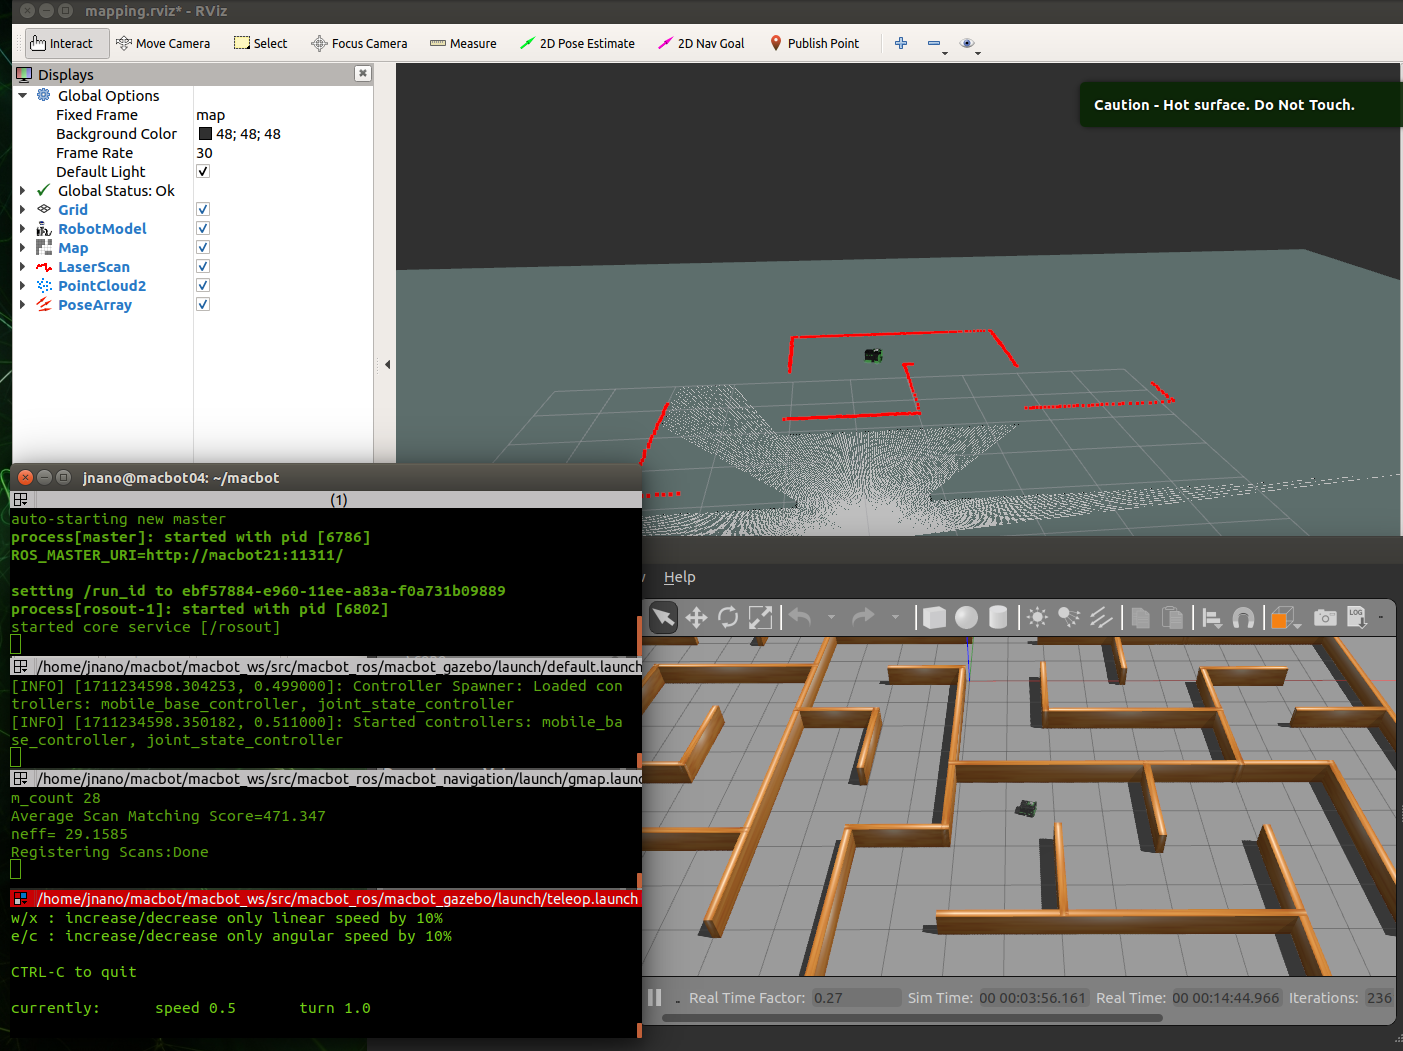 mapping.rviz* - RViz
Interact Move Camera Select Focus Camera Measure 2D Pose Estimate 2D Nav Goal Publish Point
Displays
Global Options
Fixed Frame map
Background Color 48; 48; 48
Frame Rate 30
Default Light
Global Status: Ok
Grid
RobotModel
Map
LaserScan
PointCloud2
PoseArray
Caution - Hot surface. Do Not Touch.
jnano@macbot04: ~/macbot
(1)
auto-starting new master
process[master]: started with pid [6786]
ROS_MASTER_URI=http://macbot21:11311/
setting /run_id to ebf57884-e960-11ee-a83a-f0a731b09889
process[rosout-1]: started with pid [6802]
started core service [/rosout]
/home/jnano/macbot/macbot_ws/src/macbot_ros/macbot_gazebo/launch/default.launch
[INFO] [1711234598.304253, 0.499000]: Controller Spawner: Loaded con
trollers: mobile_base_controller, joint_state_controller
[INFO] [1711234598.350182, 0.511000]: Started controllers: mobile_ba
se_controller, joint_state_controller
/home/jnano/macbot/macbot_ws/src/macbot_ros/macbot_navigation/launch/gmap.launc
m_count 28
Average Scan Matching Score=471.347
neff= 29.1585
Registering Scans:Done
/home/jnano/macbot/macbot_ws/src/macbot_ros/macbot_gazebo/launch/teleop.launch
w/x : increase/decrease only linear speed by 10%
e/c : increase/decrease only angular speed by 10%
CTRL-C to quit
currently: speed 0.5 turn 1.0
Help
LOG
Real Time Factor: 0.27 Sim Time: 00 00:03:56.161 Real Time: 00 00:14:44.966 Iterations: 236